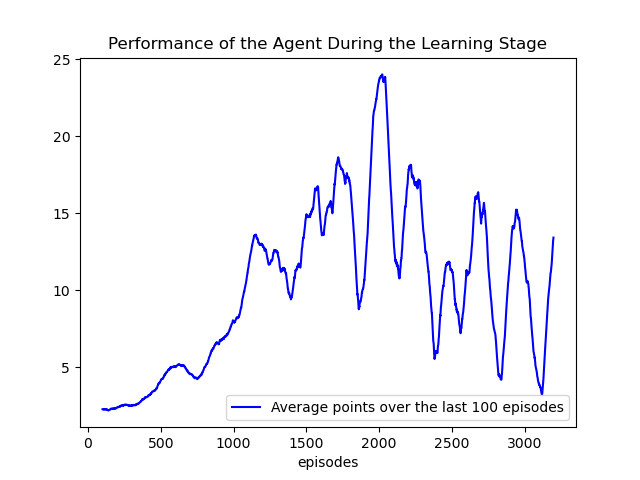 Performance of the Agent During the Learning Stage
25
20
15
10
5
Average points over the last 100 episodes
0 500 1000 1500 2000 2500 3000
episodes